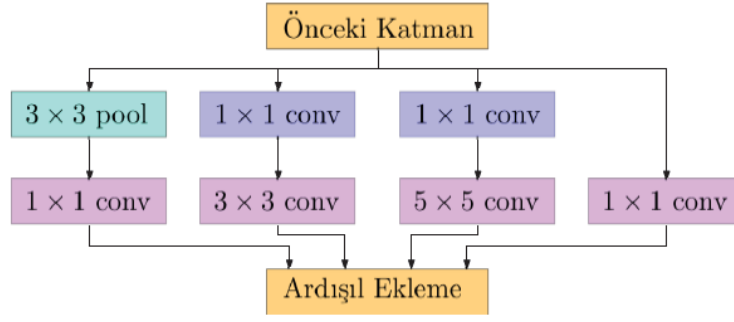 Önceki Katman
3 × 3 pool
1 × 1 conv
1 × 1 conv
1 × 1 conv
3 × 3 conv
5 × 5 conv
1 × 1 conv
Ardışıl Ekleme